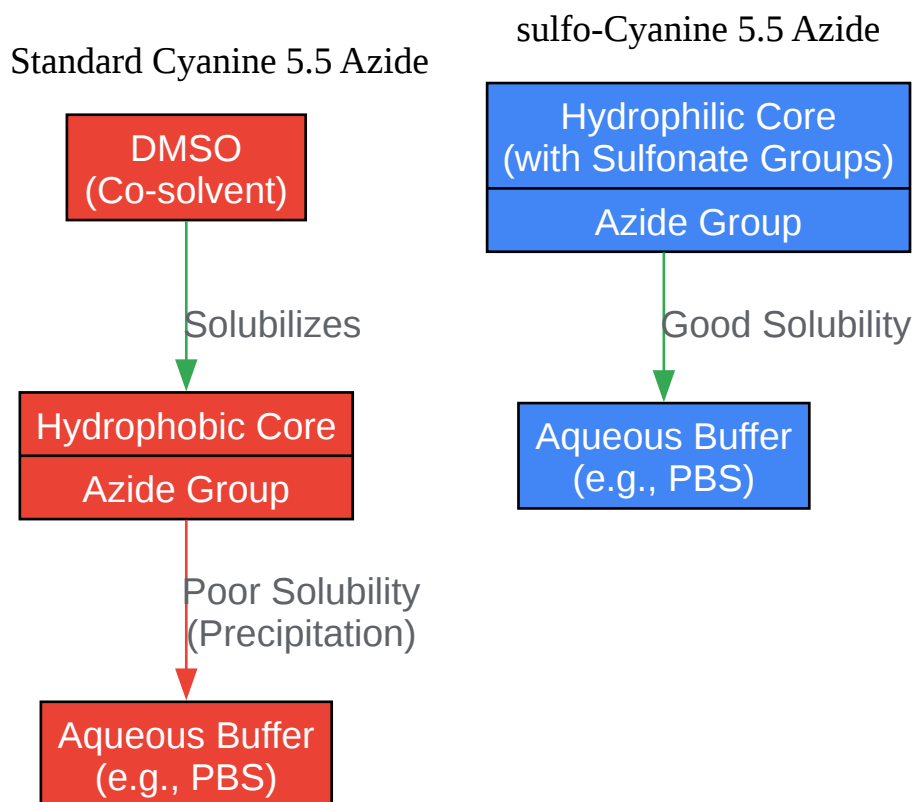 Standard Cyanine 5.5 Azide
DMSO
(Co-solvent)
Solubilizes
Hydrophobic Core
Azide Group
Poor Solubility
(Precipitation)
Aqueous Buffer
(e.g., PBS)
sulfo-Cyanine 5.5 Azide
Hydrophilic Core
(with Sulfonate Groups)
Azide Group
Good Solubility
Aqueous Buffer
(e.g., PBS)